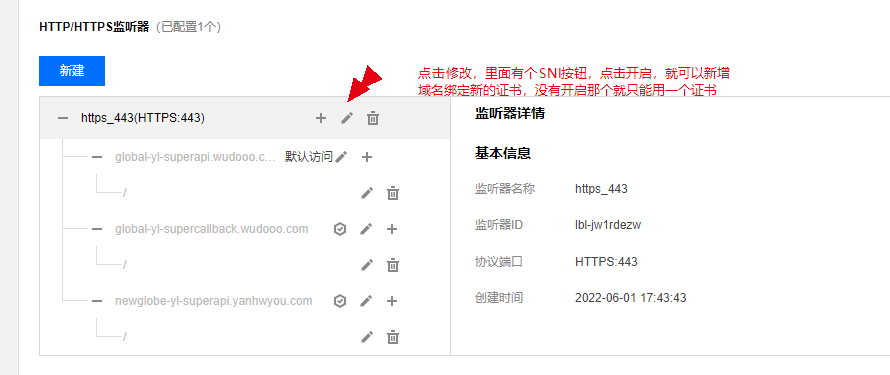 HTTP/HTTPS监听器（已配置1个）
新建
点击修改，里面有个SNI按钮，点击开启，就可以新增
域名绑定新的证书，没有开启那个就只能用一个证书
https_443(HTTPS:443)
监听器详情
global-yl-superapi.wudooo.c... 默认访问
基本信息
/
监听器名称 https_443
global-yl-supercallback.wudooo.com
监听器ID lbl-jw1rdezw
/
协议端口 HTTPS:443
newglobe-yl-superapi.yanhwyou.com
创建时间 2022-06-01 17:43:43
/